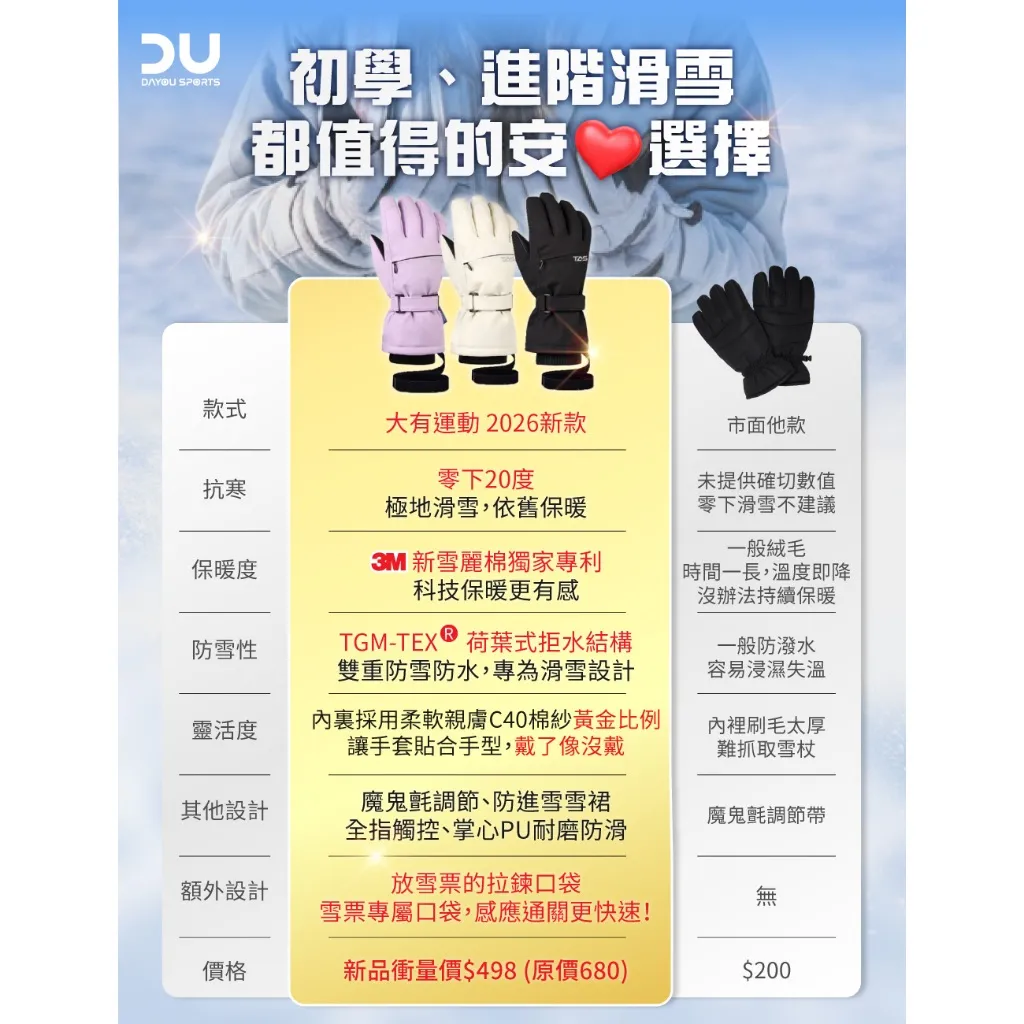 DU
DAYOU SPORTS
初學、進階滑雪
都值得的安❤選擇
TGS
款式
大有運動 2026新款
市面他款
抗寒
零下20度
極地滑雪，依舊保暖
未提供確切數值
零下滑雪不建議
保暖度
3M 新雪麗棉獨家專利
科技保暖更有感
一般絨毛
時間一長，溫度即降
沒辦法持續保暖
防雪性
TGM-TEX® 荷葉式拒水結構
雙重防雪防水，專為滑雪設計
一般防潑水
容易浸濕失溫
靈活度
內裏採用柔軟親膚C40棉紗黃金比例
讓手套貼合手型，戴了像沒戴
內裡刷毛太厚
難抓取雪杖
其他設計
魔鬼氈調節、防進雪雪裙
全指觸控、掌心PU耐磨防滑
魔鬼氈調節帶
額外設計
放雪票的拉鍊口袋
雪票專屬口袋，感應通關更快速！
無
價格
新品衝量價$498 (原價680)
$200